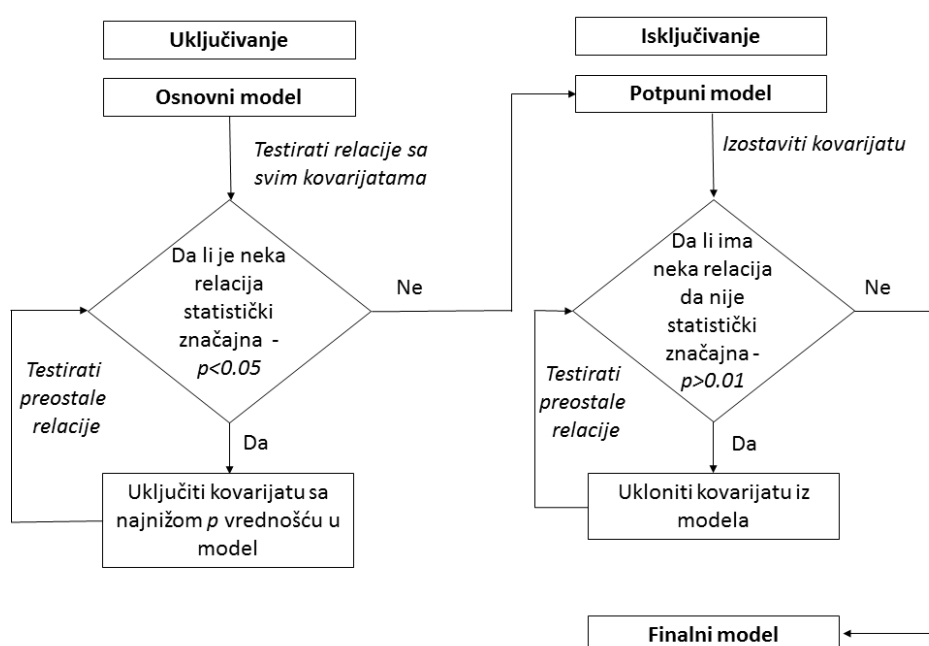 Uključivanje
Osnovni model
Testirati relacije sa
svim kovarijatama
Da li je neka
relacija
statistički
značajna -
p<0.05
Ne
Testirati
preostale
relacije
Da
Uključiti kovarijatu sa
najnižom p vrednošću u
model
Isključivanje
Potpuni model
Izostaviti kovarijatu
Da li ima
neka relacija
da nije
statistički
značajna -
p>0.01
Ne
Testirati
preostale
relacije
Da
Ukloniti kovarijatu iz
modela
Finalni model